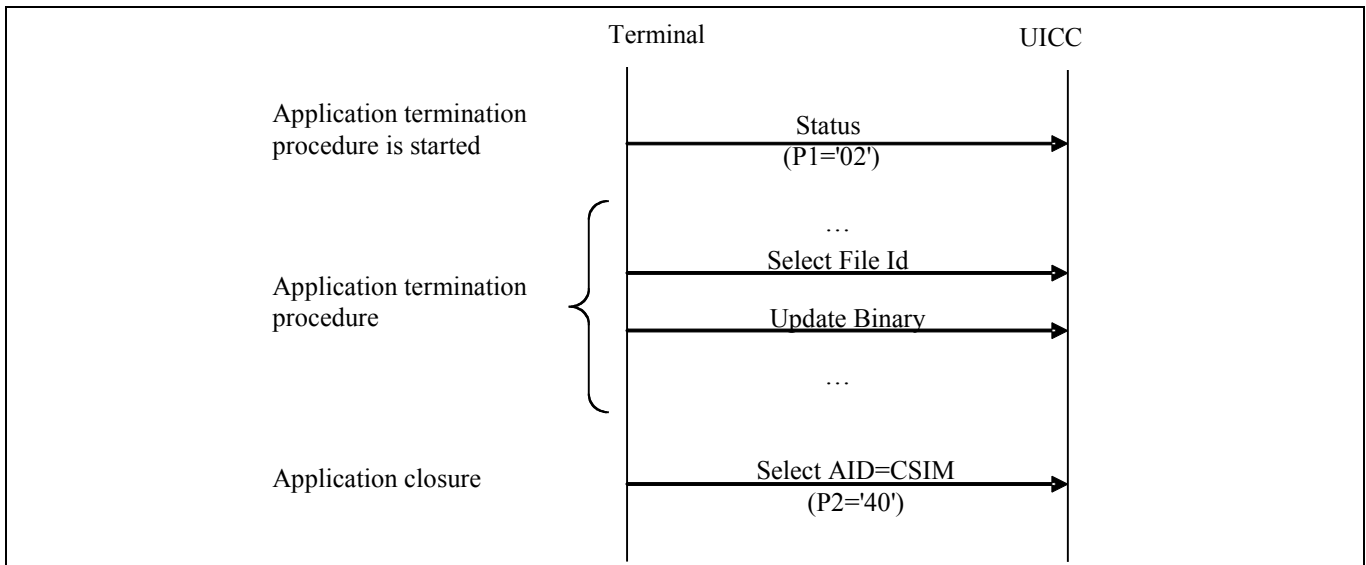 Terminal
UICC
Application termination
procedure is started
Status
(P1='02')
…
Select File Id
Application termination
procedure
Update Binary
…
Application closure
Select AID=CSIM
(P2='40')